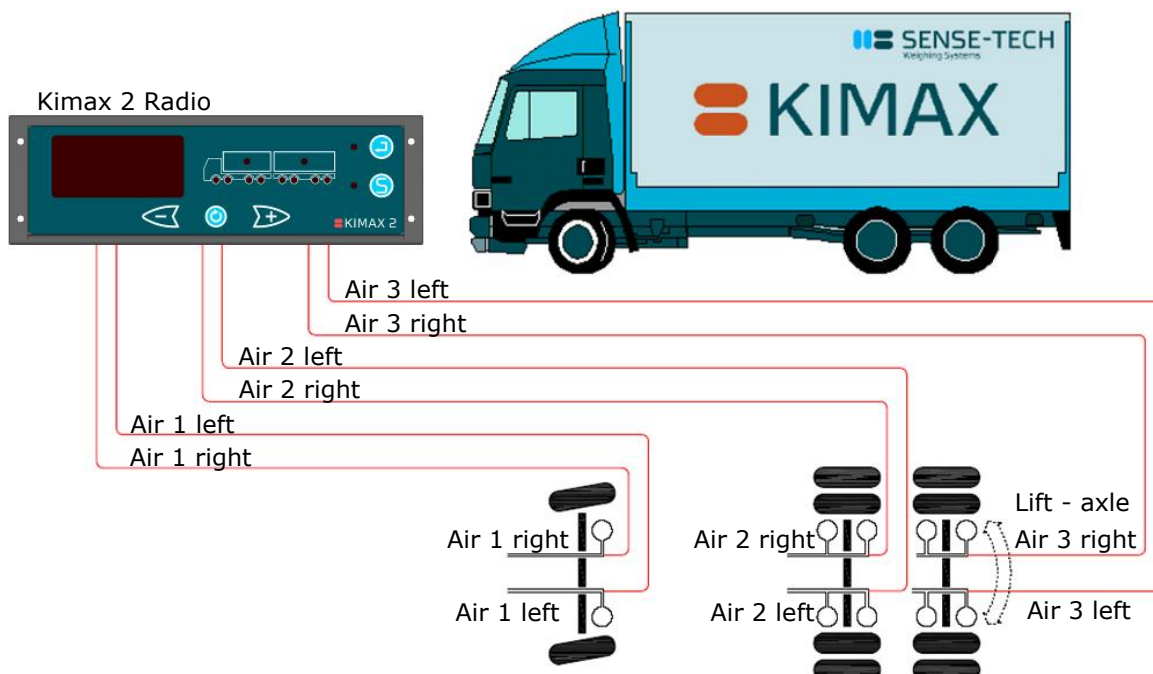 SENSE-TECH
Weighing Systems
KIMAX
Kimax 2 Radio
KIMAX 2
Air 3 left
Air 3 right
Air 2 left
Air 2 right
Air 1 left
Air 1 right
Lift - axle
Air 1 right
Air 2 right
Air 3 right
Air 1 left
Air 2 left
Air 3 left